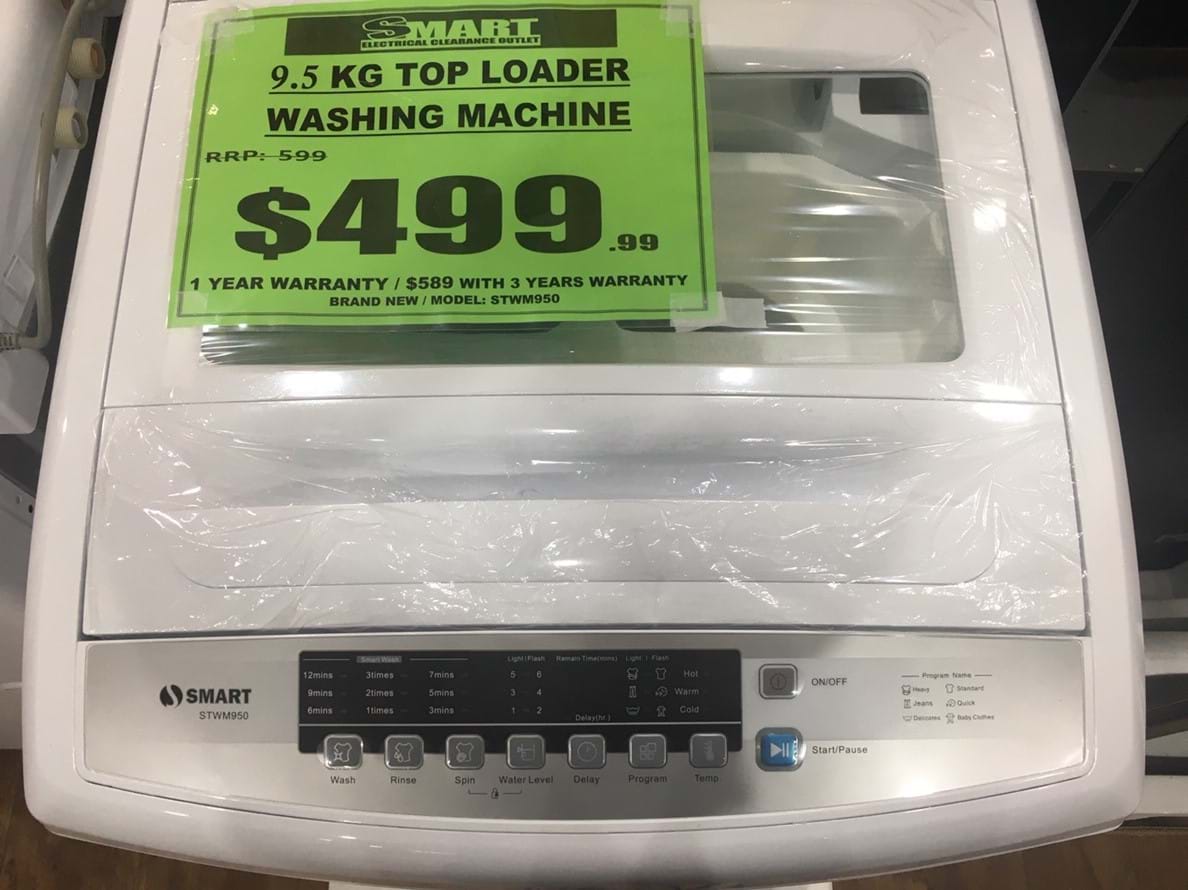 SMART
ELECTRICAL CLEARANCE OUTLET
9.5 KG TOP LOADER
WASHING MACHINE
RRP: 599
$499.99
1 YEAR WARRANTY / $589 WITH 3 YEARS WARRANTY
BRAND NEW / MODEL: STWM950
SMART
STWM950
Smart Wash
12mins 3times 7mins
9mins 2times 5mins
6mins 1times 3mins
Light Flash
5 6
3 4
1 2
Remain Time(mins)
Delay(hr)
Light Flash
Hot
Warm
Cold
Wash Rinse Spin Water Level Delay Program Temp
ON/OFF
Start/Pause
Program Name
Heavy Standard
Jeans Quick
Delicates Baby Clothes